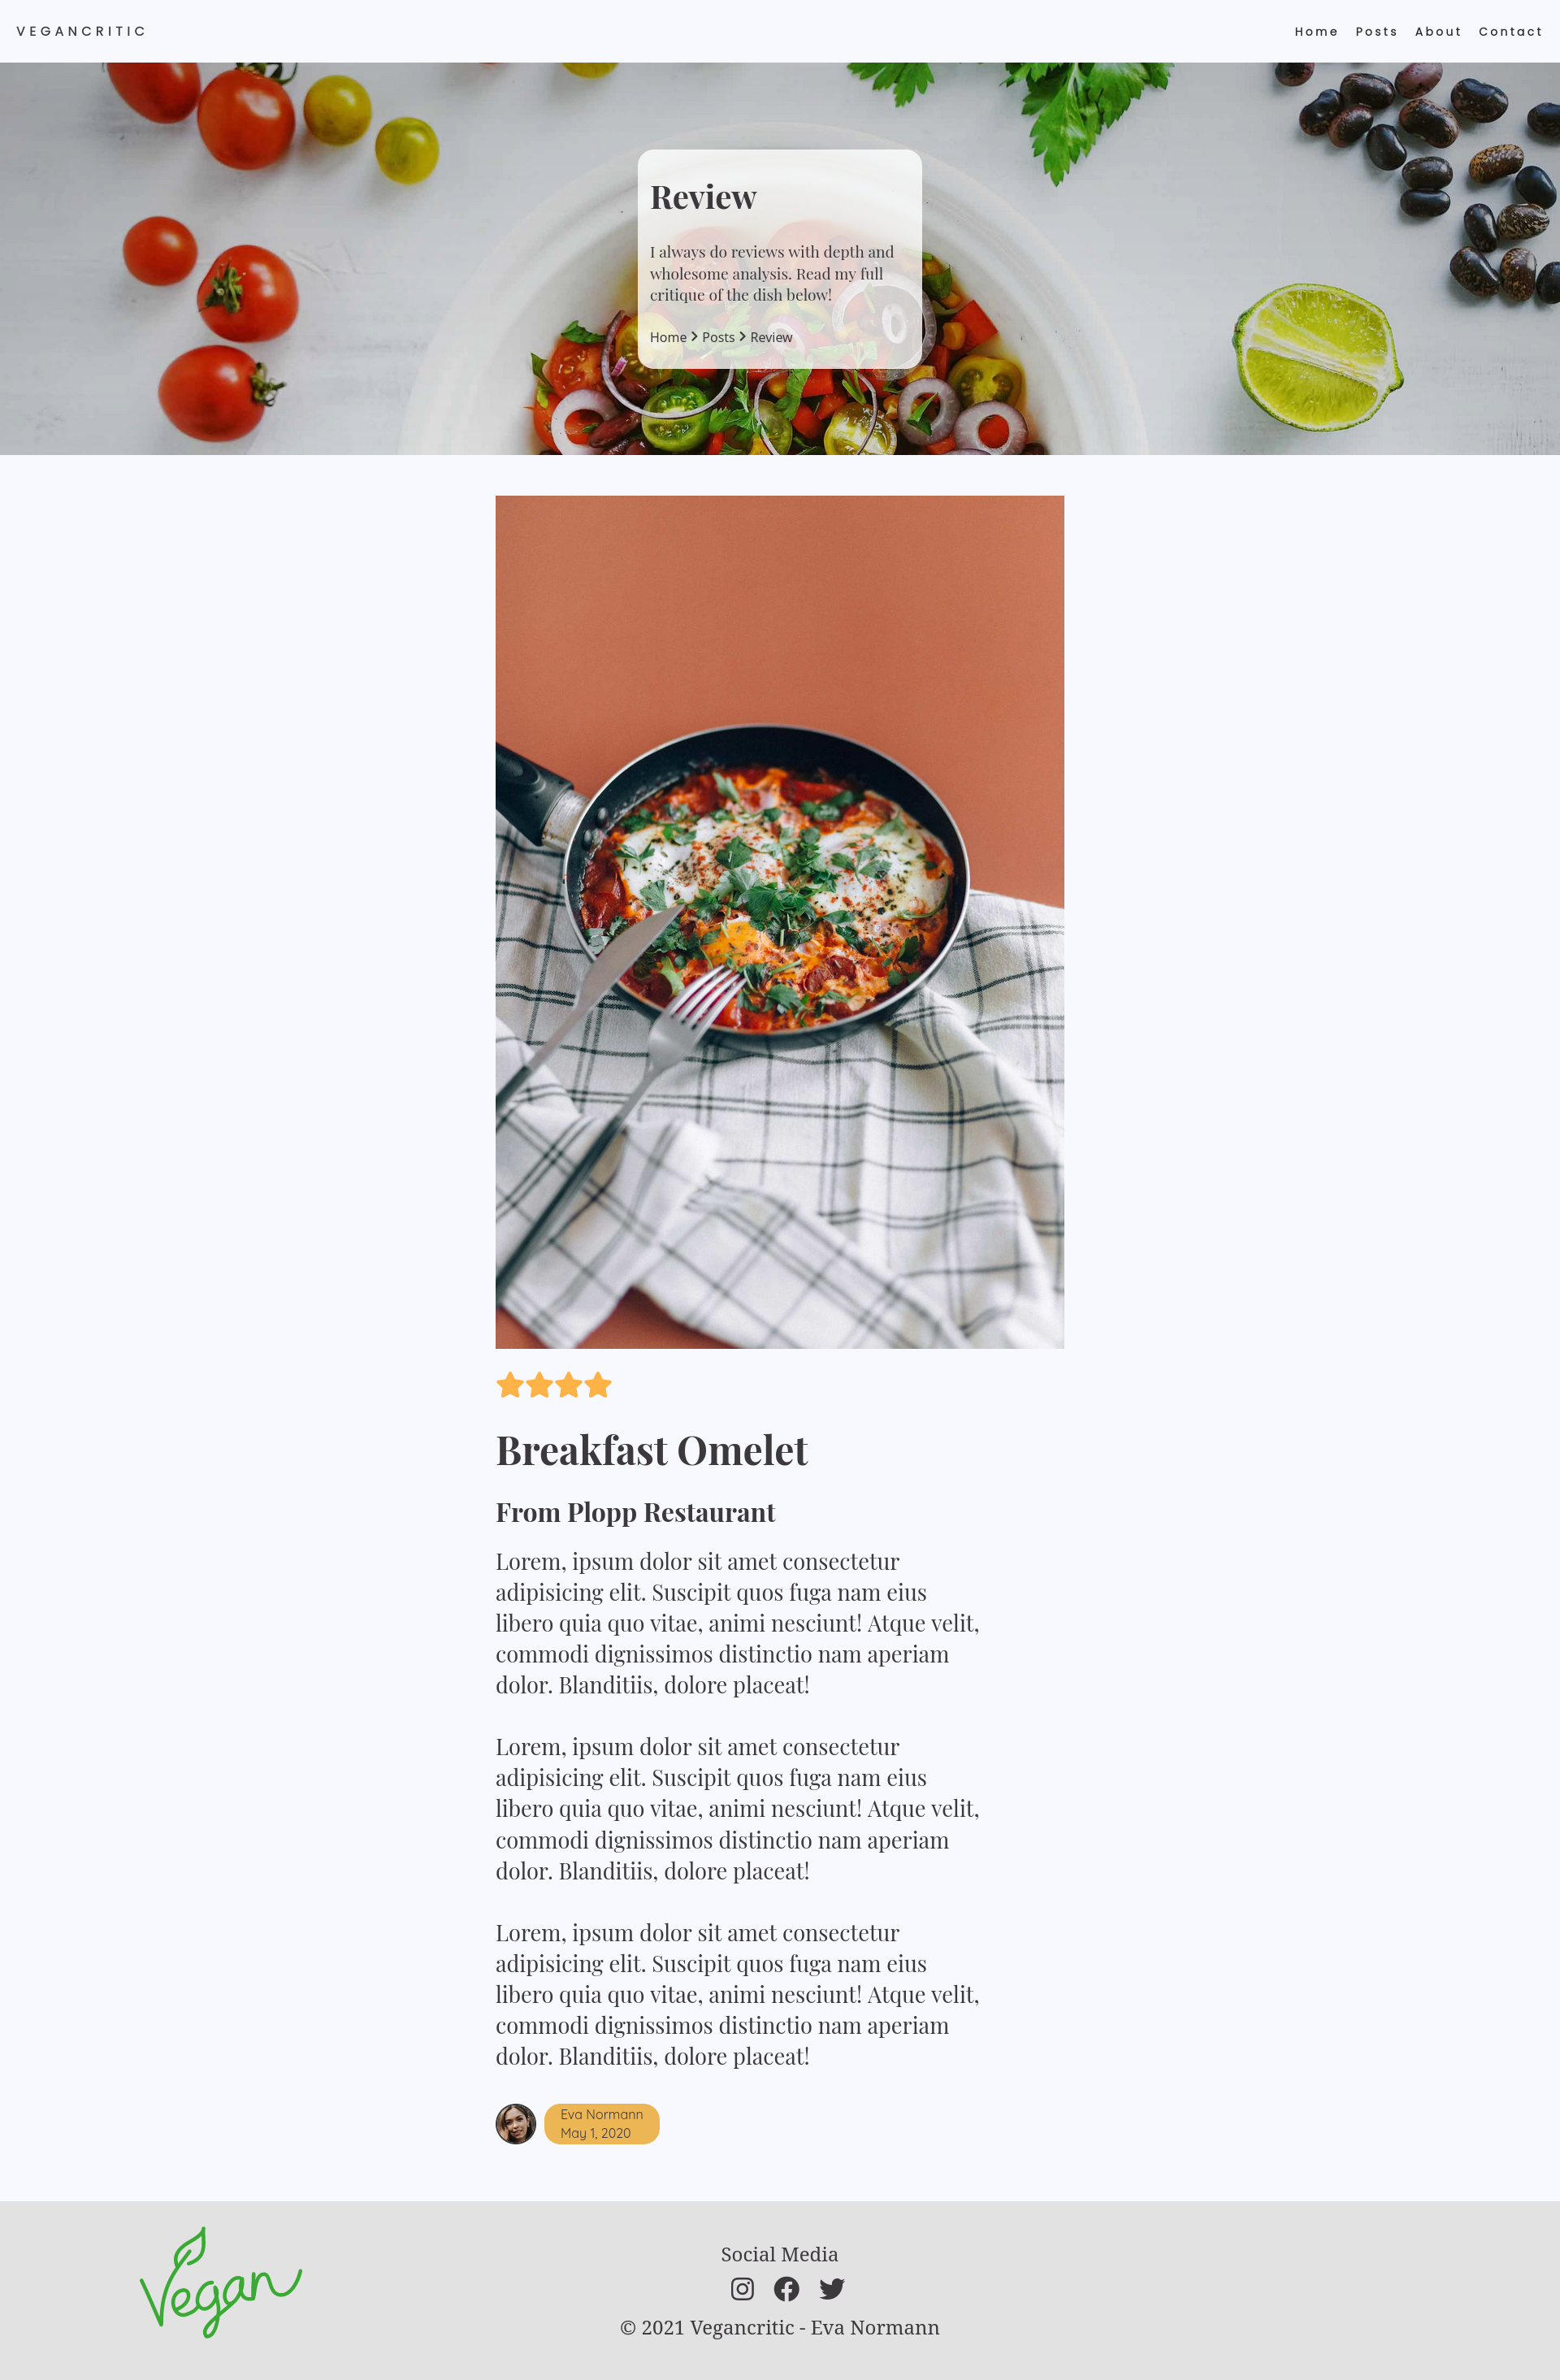 VEGANCRITIC
Home Posts About Contact
Review
I always do reviews with depth and
wholesome analysis. Read my full
critique of the dish below!
Home > Posts > Review
Breakfast Omelet
From Plopp Restaurant
Lorem, ipsum dolor sit amet consectetur
adipisicing elit. Suscipit quos fuga nam eius
libero quia quo vitae, animi nesciunt! Atque velit,
commodi dignissimos distinctio nam aperiam
dolor. Blanditiis, dolore placeat!
Lorem, ipsum dolor sit amet consectetur
adipisicing elit. Suscipit quos fuga nam eius
libero quia quo vitae, animi nesciunt! Atque velit,
commodi dignissimos distinctio nam aperiam
dolor. Blanditiis, dolore placeat!
Lorem, ipsum dolor sit amet consectetur
adipisicing elit. Suscipit quos fuga nam eius
libero quia quo vitae, animi nesciunt! Atque velit,
commodi dignissimos distinctio nam aperiam
dolor. Blanditiis, dolore placeat!
Eva Normann
May 1, 2020
Vegan
Social Media
© 2021 Vegancritic - Eva Normann